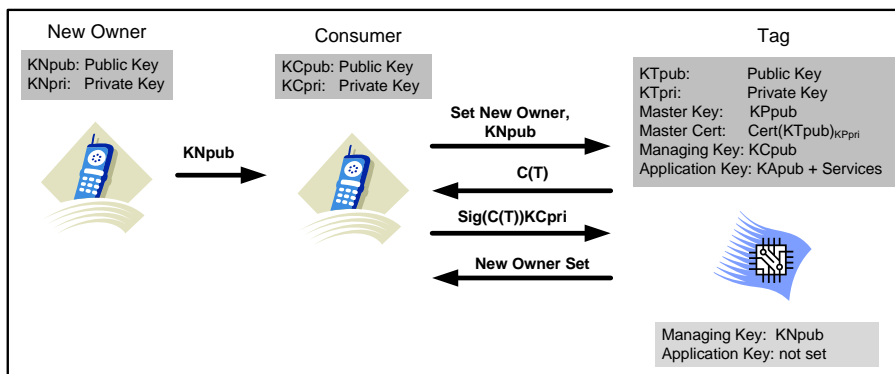 New Owner
KNpub: Public Key
KNpri: Private Key
KNpub
Consumer
KCpub: Public Key
KCpri: Private Key
Set New Owner,
KNpub
C(T)
Sig(C(T))KCpri
New Owner Set
Tag
KTpub: Public Key
KTpri: Private Key
Master Key: KPpub
Master Cert: Cert(KTpub)KPpri
Managing Key: KCpub
Application Key: KApub + Services
Managing Key: KNpub
Application Key: not set